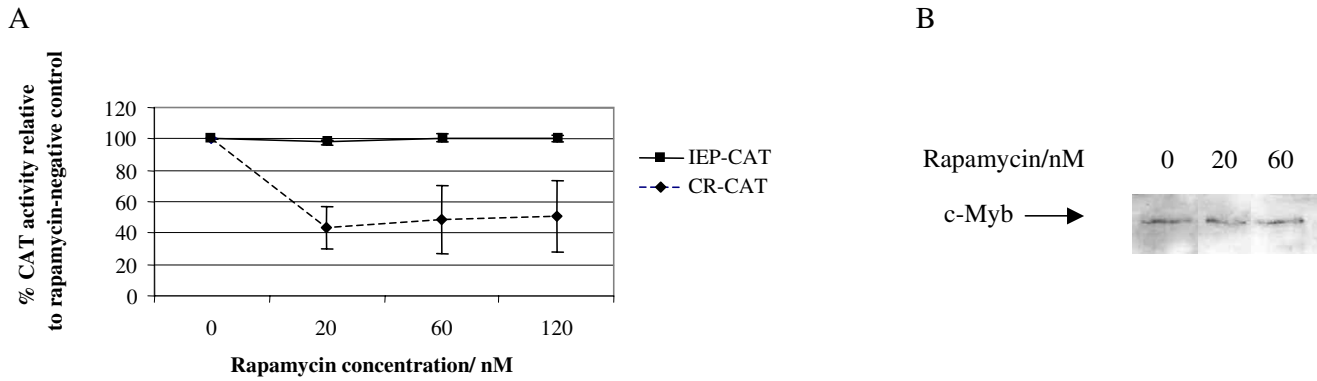 A
% CAT activity relative
to rapamycin-negative control
120
100
80
60
40
20
0
0 20 60 120
Rapamycin concentration/ nM
IEP-CAT
CR-CAT
B
Rapamycin/nM 0 20 60
c-Myb